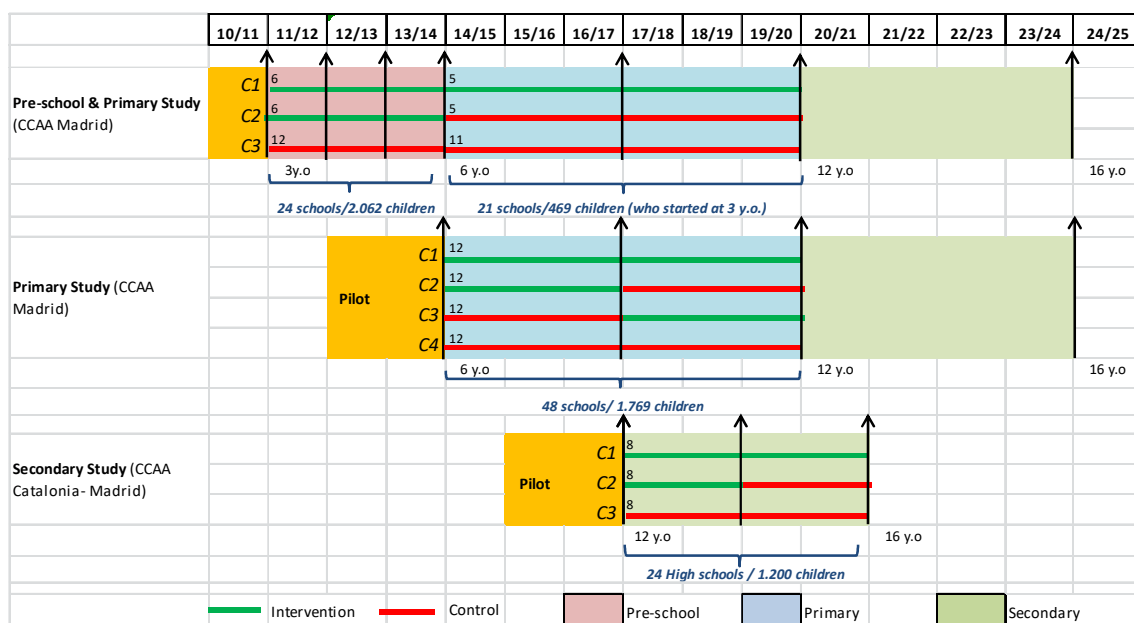 10/11 11/12 12/13 13/14 14/15 15/16 16/17 17/18 18/19 19/20 20/21 21/22 22/23 23/24 24/25
Pre-school & Primary Study
(CCAA Madrid)
C1 6 5
C2 6 5
C3 12 11
3y.o 6 y.o 12 y.o 16 y.o
24 schools/2.062 children 21 schools/469 children (who started at 3 y.o.)
Primary Study (CCAA
Madrid)
Pilot
C1 12
C2 12
C3 12
C4 12
6 y.o 12 y.o 16 y.o
48 schools/ 1.769 children
Secondary Study (CCAA
Catalonia- Madrid)
Pilot
C1 8
C2 8
C3 8
12 y.o 16 y.o
24 High schools / 1.200 children
Intervention Control Pre-school Primary Secondary